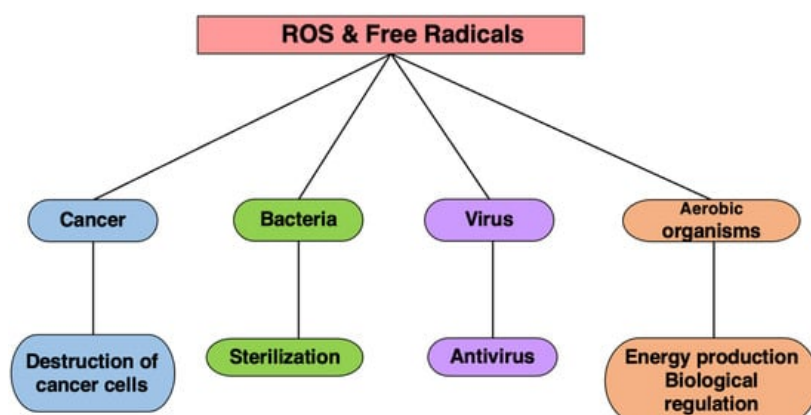 ROS & Free Radicals
Cancer
Bacteria
Virus
Aerobic
organisms
Destruction of
cancer cells
Sterilization
Antivirus
Energy production
Biological
regulation